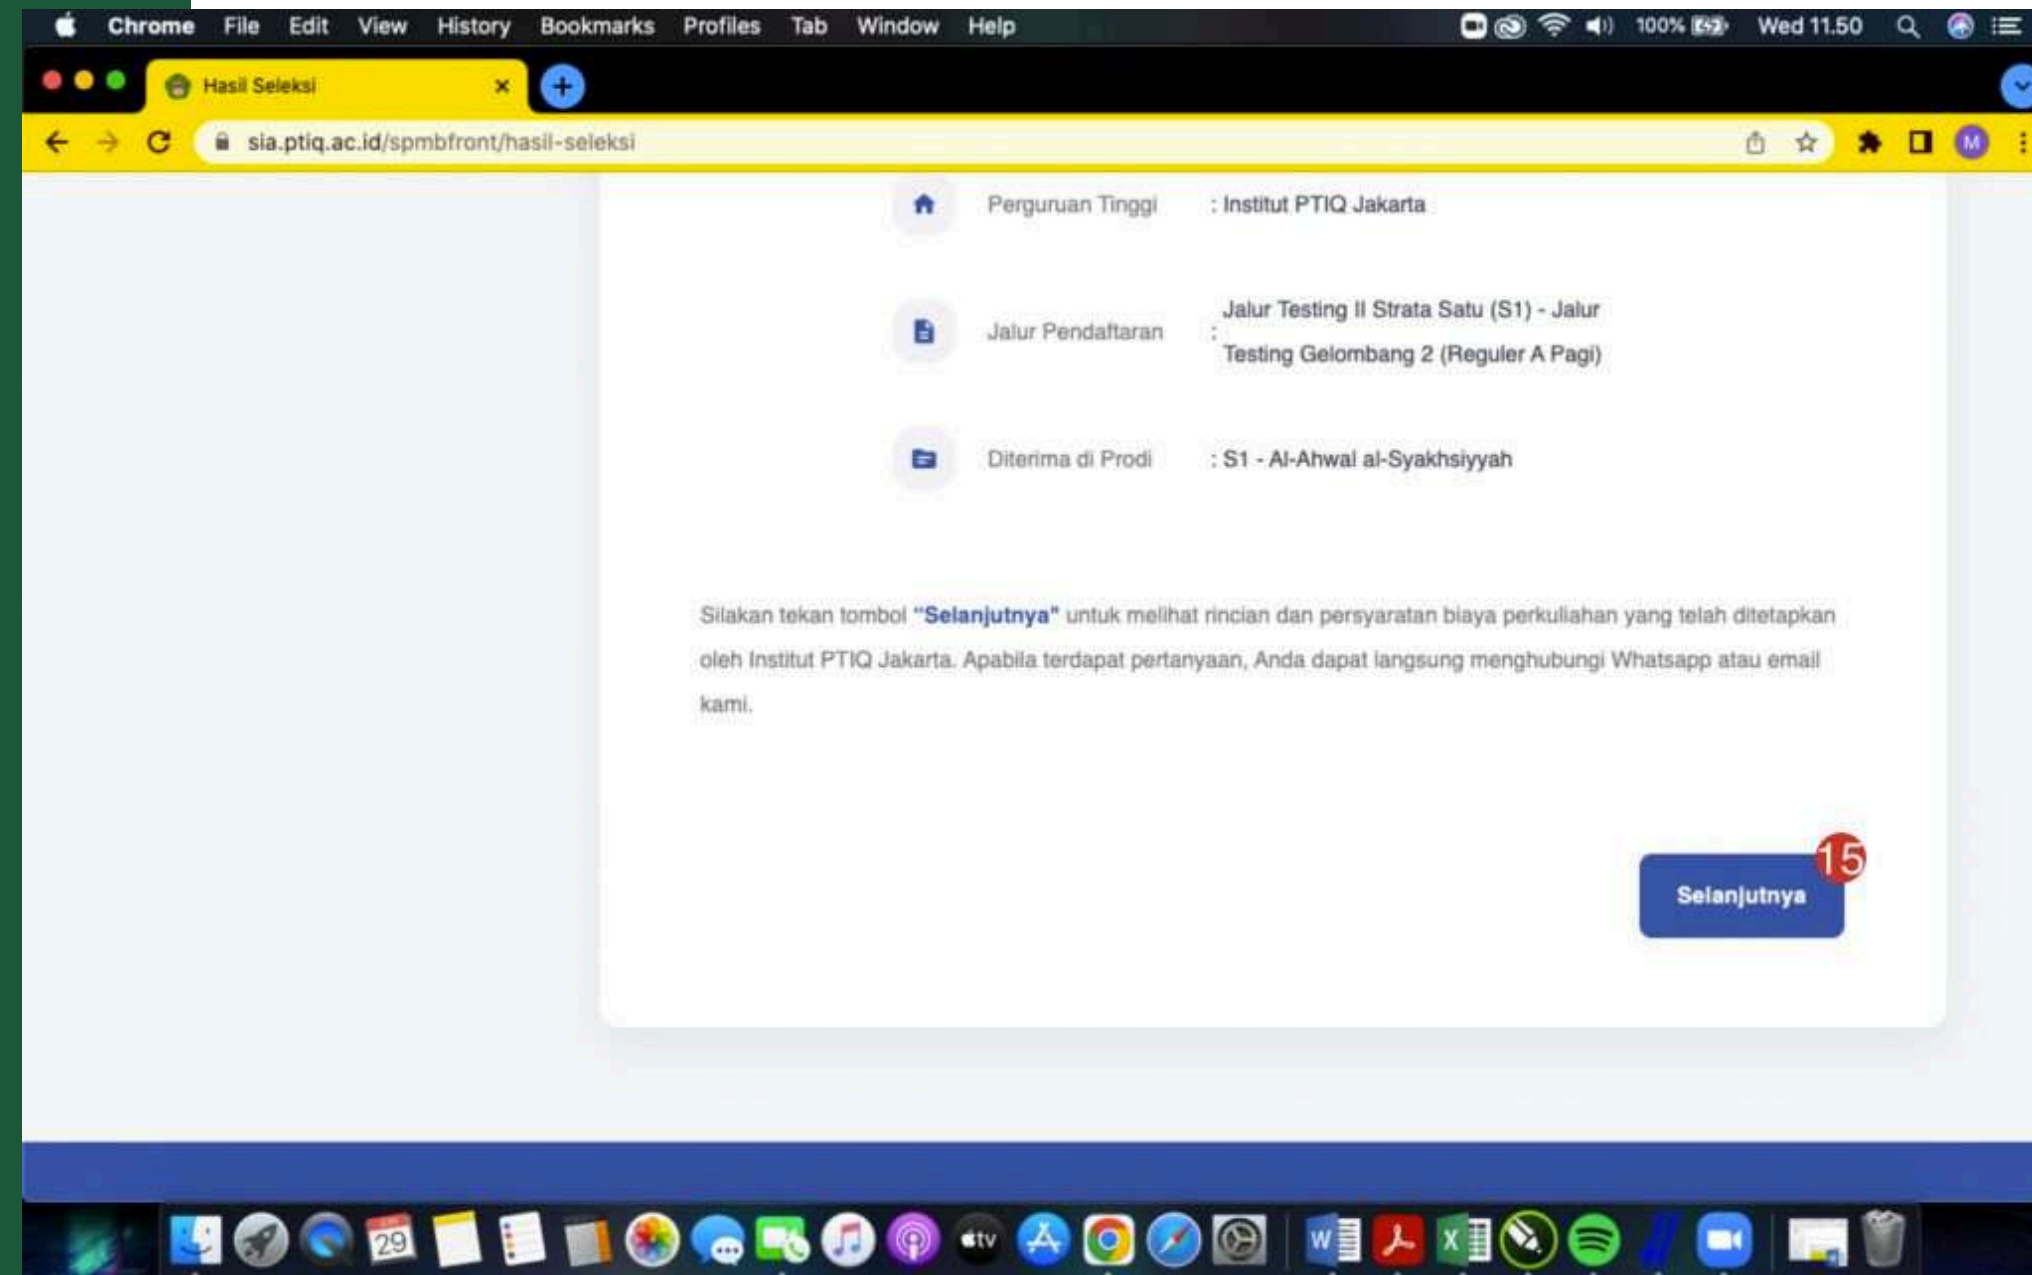 Chrome File Edit View History Bookmarks Profiles Tab Window Help 100% Wed 11.50
Hasil Seleksi
sia.ptiq.ac.id/spmbfront/hasil-seleksi
M
Perguruan Tinggi : Institut PTIQ Jakarta
Jalur Pendaftaran : Jalur Testing II Strata Satu (S1) - Jalur
Testing Gelombang 2 (Reguler A Pagi)
Diterima di Prodi : S1 - Al-Ahwal al-Syakhsiyyah
Silakan tekan tombol "Selanjutnya" untuk melihat rincian dan persyaratan biaya perkuliahan yang telah ditetapkan
oleh Institut PTIQ Jakarta. Apabila terdapat pertanyaan, Anda dapat langsung menghubungi Whatsapp atau email
kami.
15
Selanjutnya
29
tv
W
X